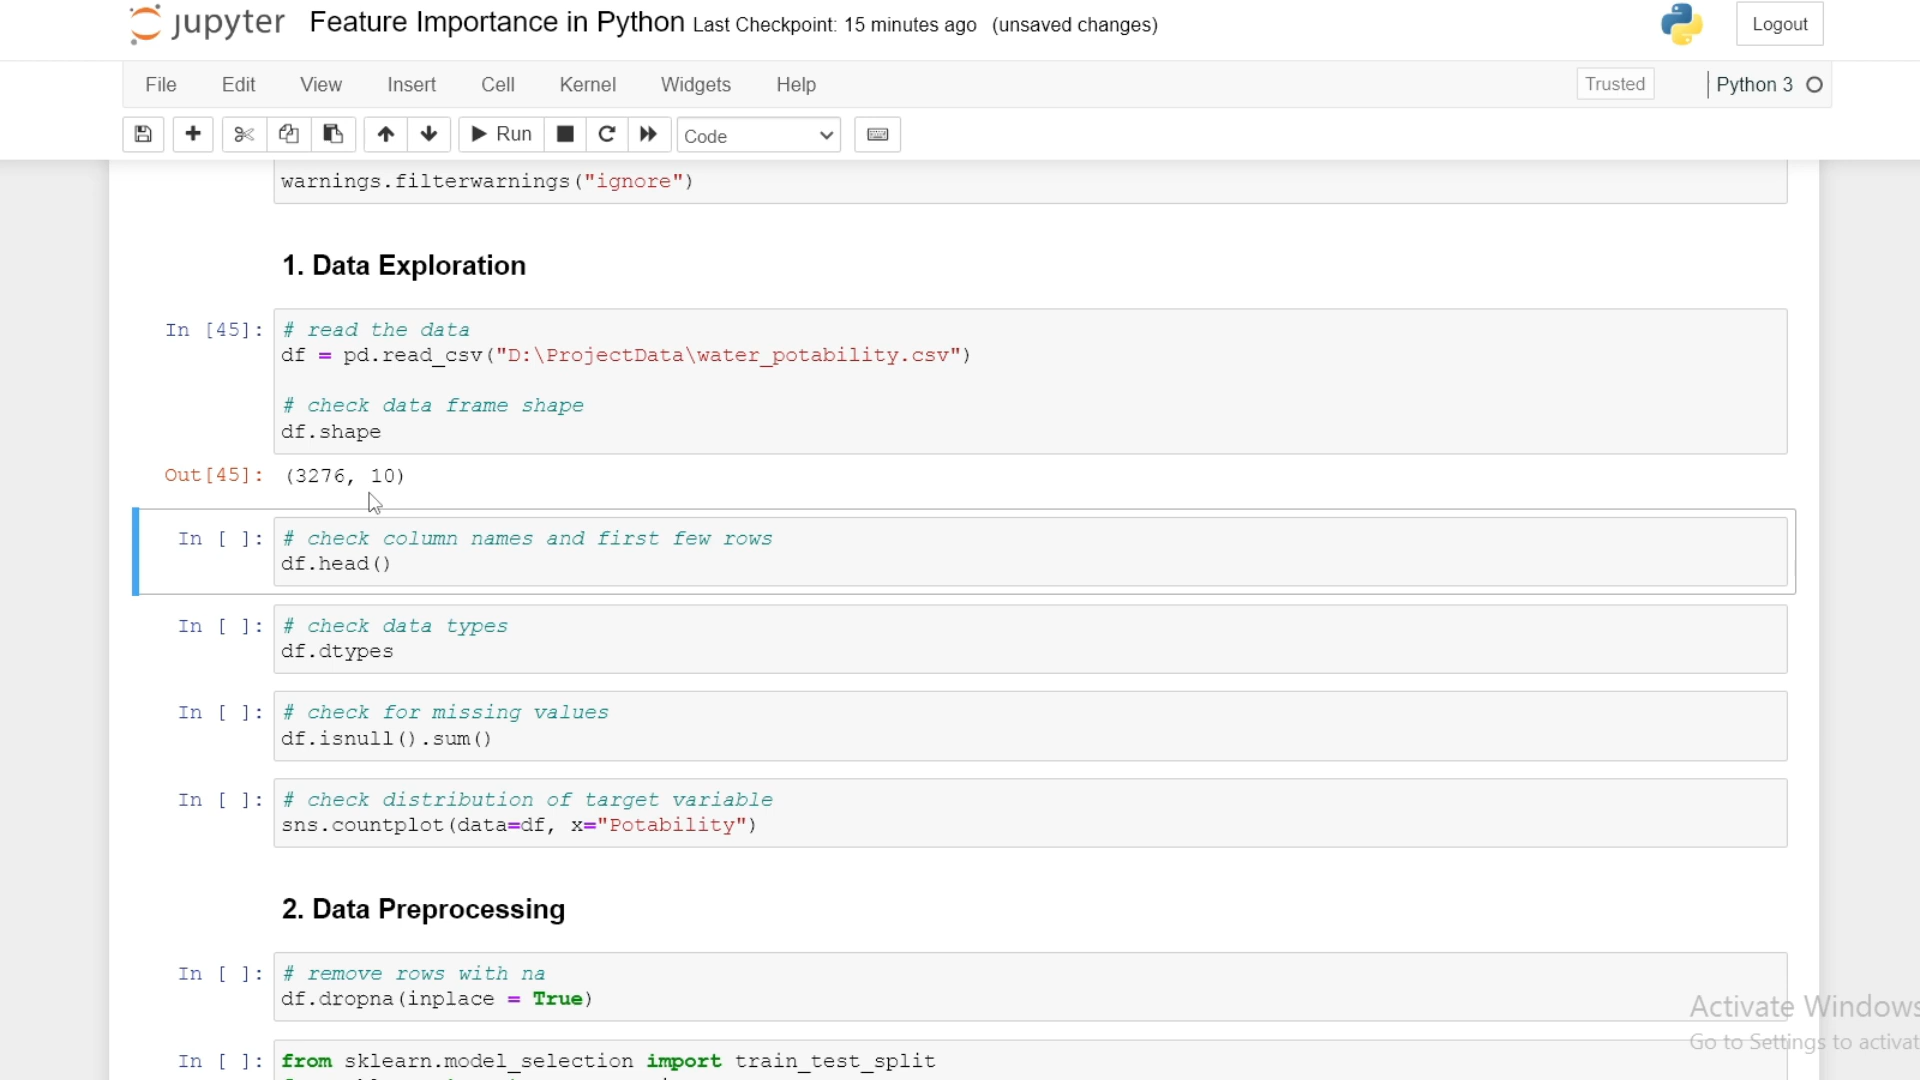 jupyter Feature Importance in Python Last Checkpoint: 15 minutes ago (unsaved changes) Logout
File Edit View Insert Cell Kernel Widgets Help Trusted Python 3
Run Code
warnings.filterwarnings("ignore")
1. Data Exploration
In [45]: # read the data
df = pd.read_csv("D:\ProjectData\water_potability.csv")
# check data frame shape
df.shape
Out[45]: (3276, 10)
In [ ]: # check column names and first few rows
df.head()
In [ ]: # check data types
df.dtypes
In [ ]: # check for missing values
df.isnull().sum()
In [ ]: # check distribution of target variable
sns.countplot(data=df, x="Potability")
2. Data Preprocessing
In [ ]: # remove rows with na
df.dropna(inplace = True)
Activate Windows
Go to Settings to activat
In [ ]: from sklearn.model_selection import train_test_split